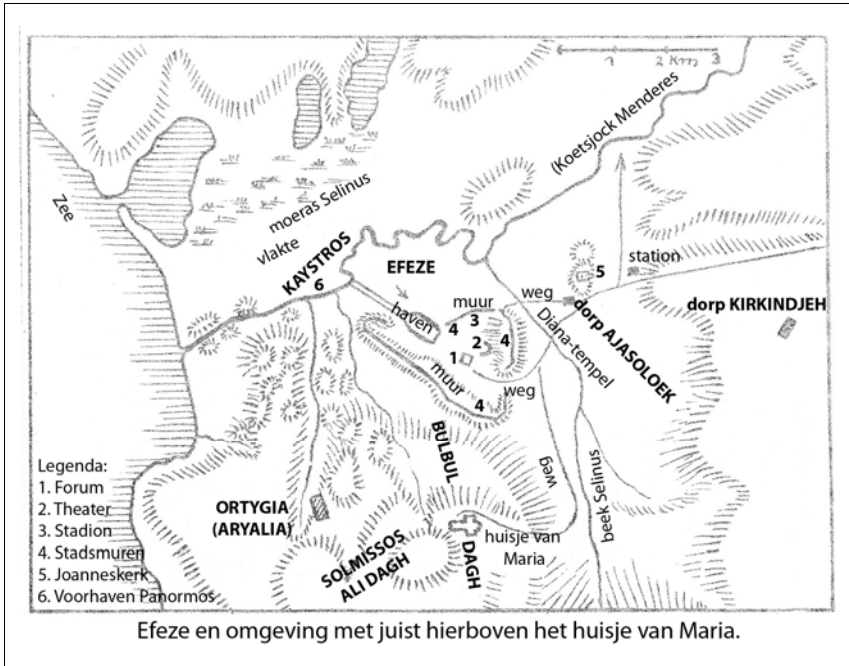 1 2 km 3
(Koetsjock Menderes
Zee
moeras Selinus
vlakte
KAYSTROS
6
EFEZE
haven
muur
weg
5
station
dorp KIRKINDJEH
dorp AJASOLOEK
Diana-tempel
4 3
2 4
1
muur
weg
4
BULBUL
weg
beek Selinus
Legenda:
1. Forum
2. Theater
3. Stadion
4. Stadsmuren
5. Joanneskerk
6. Voorhaven Panormos
ORTYGIA
(ARYALIA)
SOLMISSOS
ALI DAGH
DAGH
huisje van
Maria
Efeze en omgeving met juist hierboven het huisje van Maria.